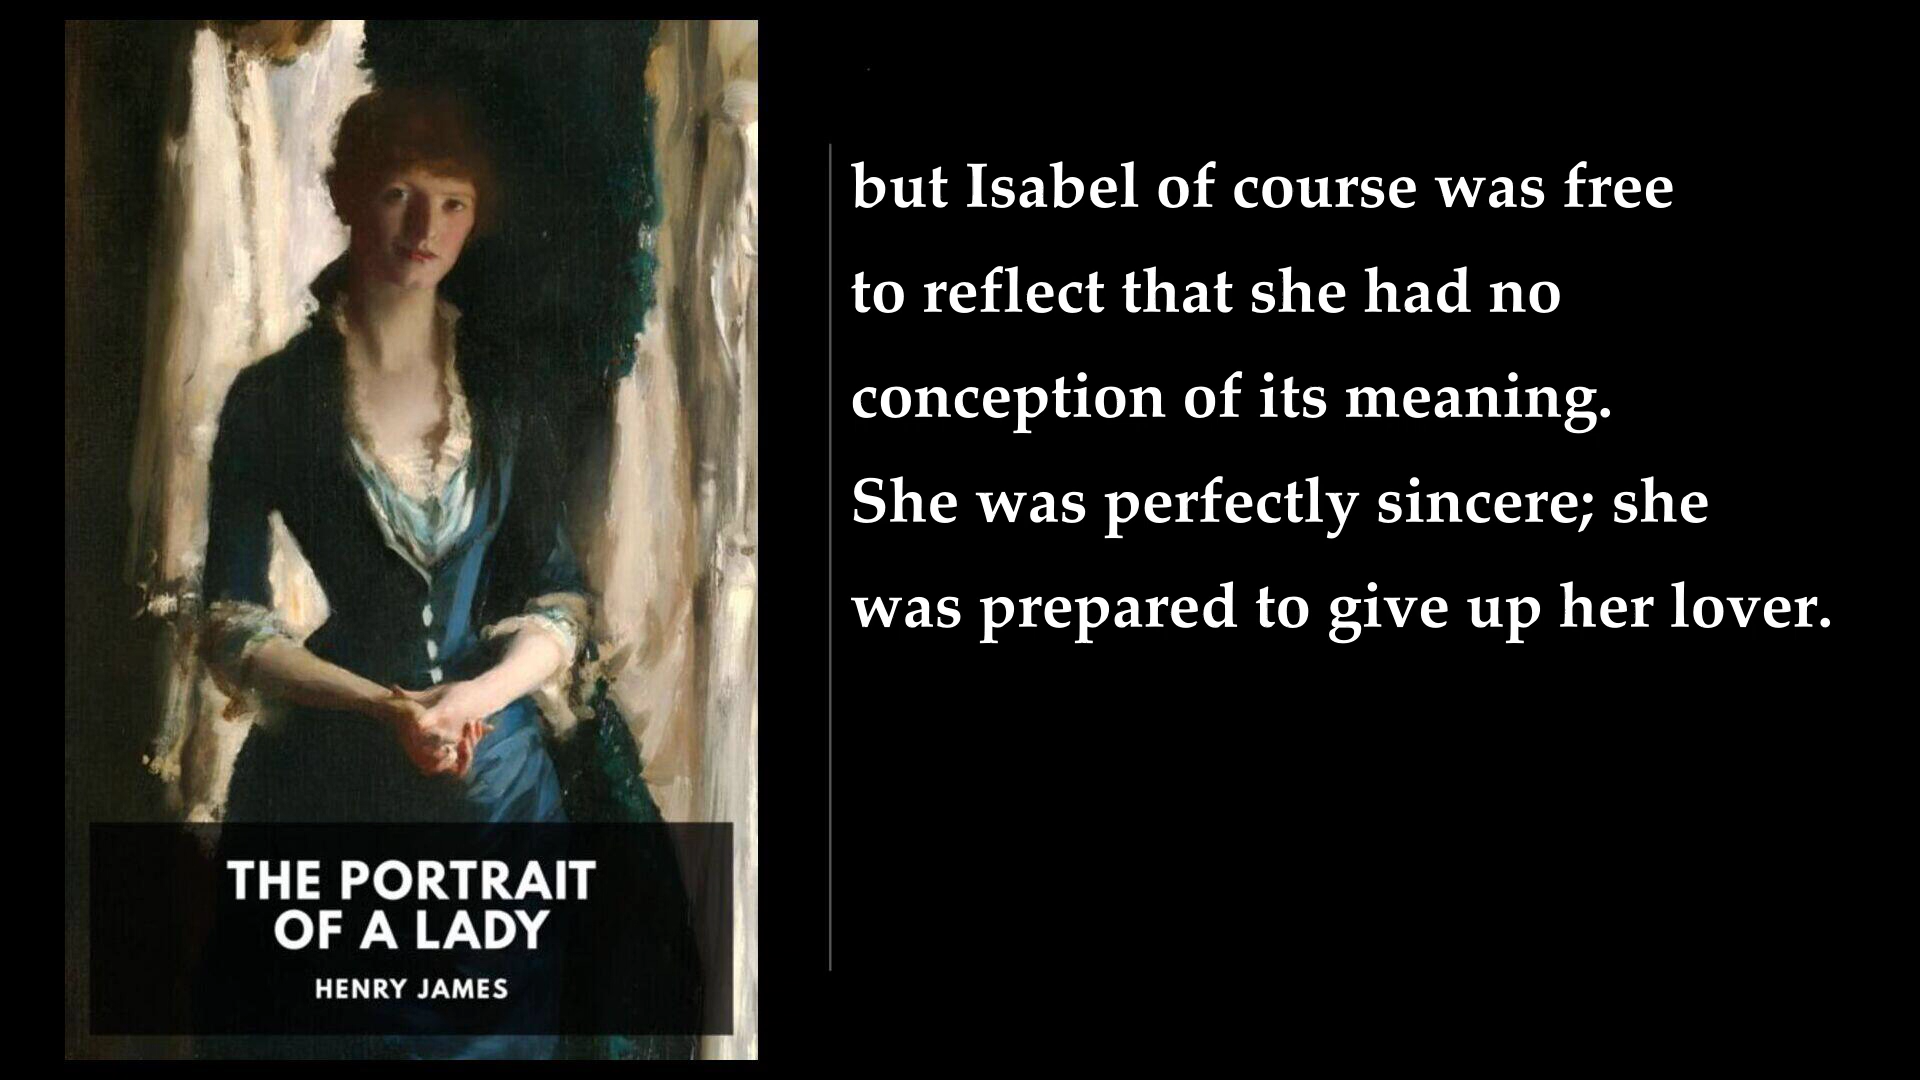 THE PORTRAIT
OF A LADY
HENRY JAMES
but Isabel of course was free
to reflect that she had no
conception of its meaning.
She was perfectly sincere; she
was prepared to give up her lover.